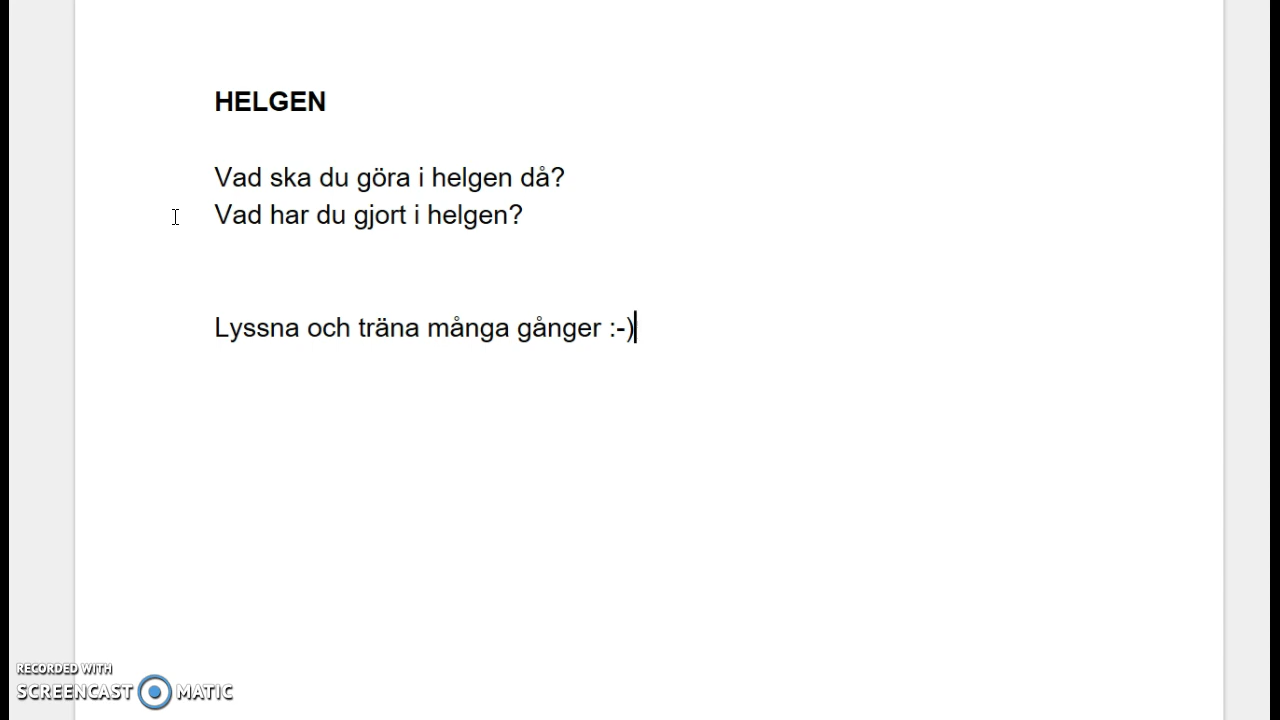 HELGEN
Vad ska du göra i helgen då?
Vad har du gjort i helgen?
Lyssna och träna många gånger :-)
RECORDED WITH
SCREENCAST MATIC